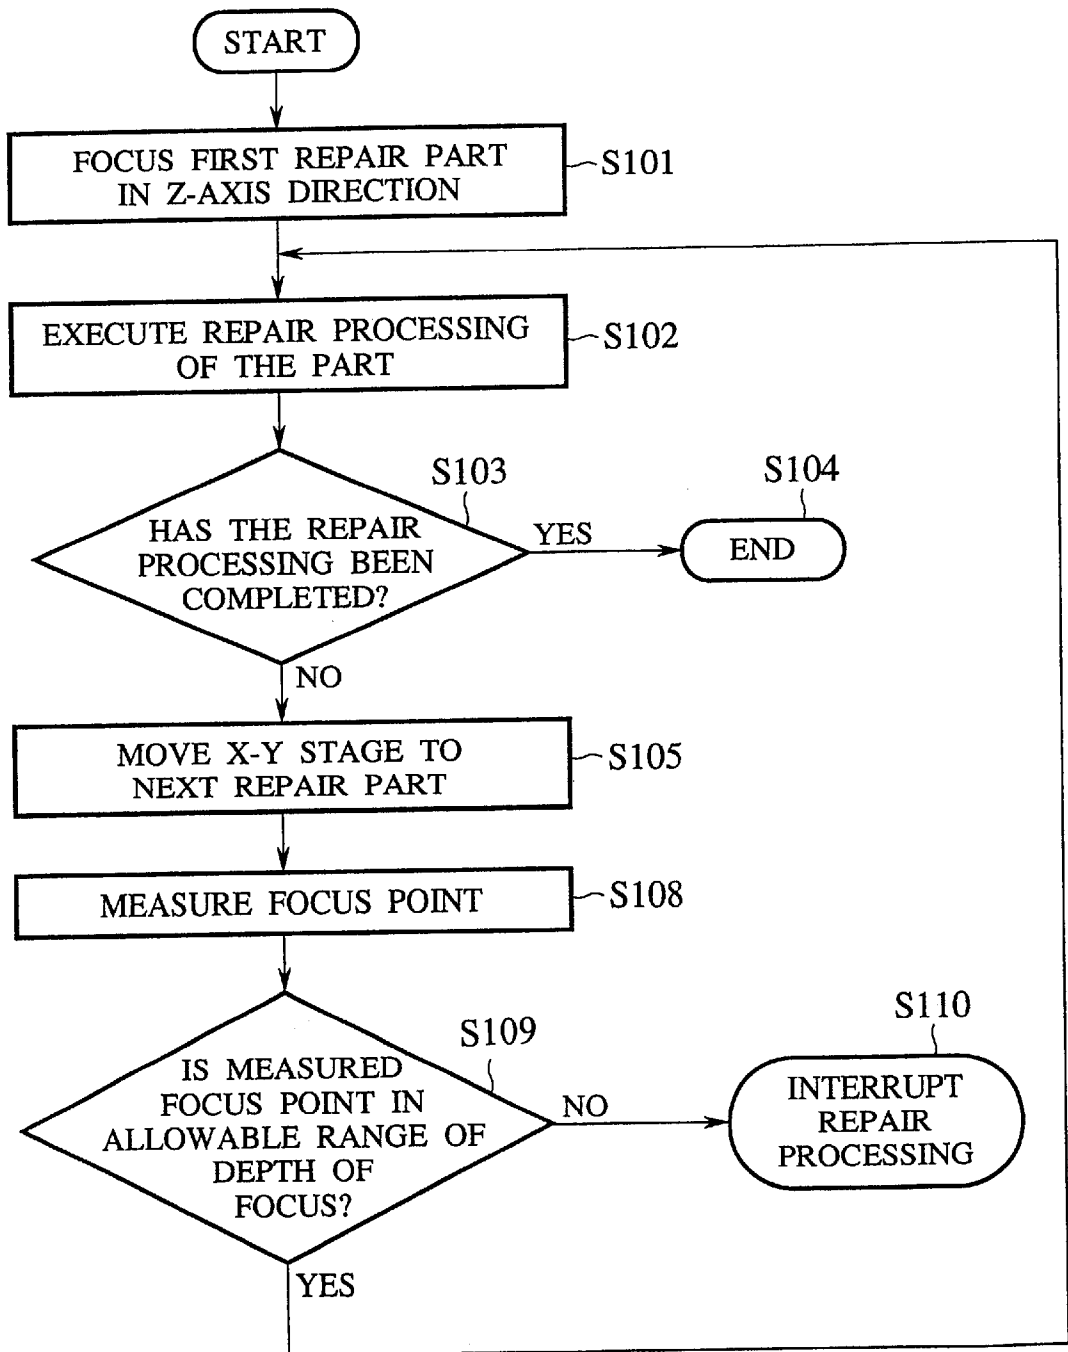 START
FOCUS FIRST REPAIR PART
IN Z-AXIS DIRECTION
S101
EXECUTE REPAIR PROCESSING
OF THE PART
S102
S103
HAS THE REPAIR
PROCESSING BEEN
COMPLETED?
YES
S104
END
NO
MOVE X-Y STAGE TO
NEXT REPAIR PART
S105
MEASURE FOCUS POINT
S108
S109
IS MEASURED
FOCUS POINT IN
ALLOWABLE RANGE OF
DEPTH OF
FOCUS?
NO
S110
INTERRUPT
REPAIR
PROCESSING
YES